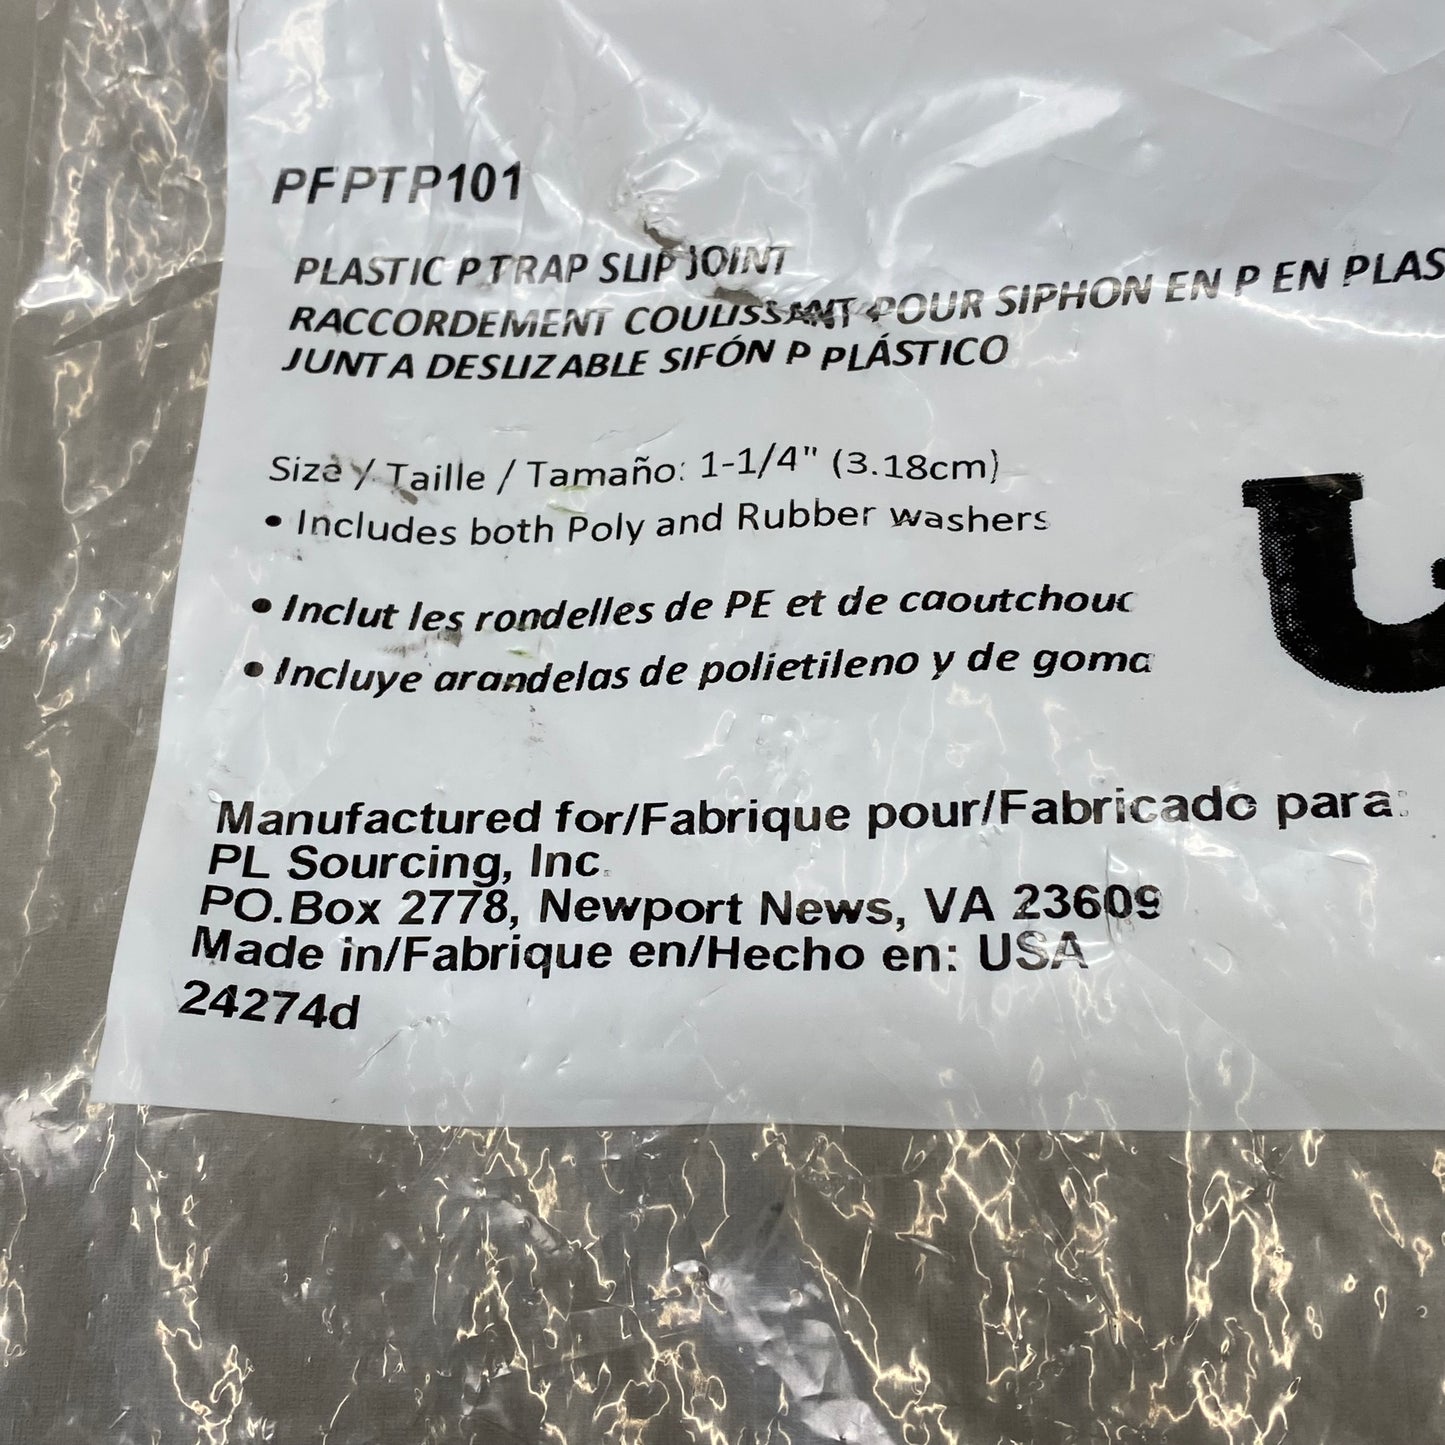 PFPTP101
PLASTIC P TRAP SLIP JOINT
RACCORDEMENT COULISSANT POUR SIPHON EN P EN PLAS
JUNTA DESLIZABLE SIFÓN P PLÁSTICO
Size / Taille / Tamaño: 1-1/4" (3.18cm)
• Includes both Poly and Rubber washers
• Inclut les rondelles de PE et de caoutchouc
• Incluye arandelas de polietileno y de goma
Manufactured for/Fabrique pour/Fabricado para:
PL Sourcing, Inc.
PO.Box 2778, Newport News, VA 23609
Made in/Fabrique en/Hecho en: USA
24274d